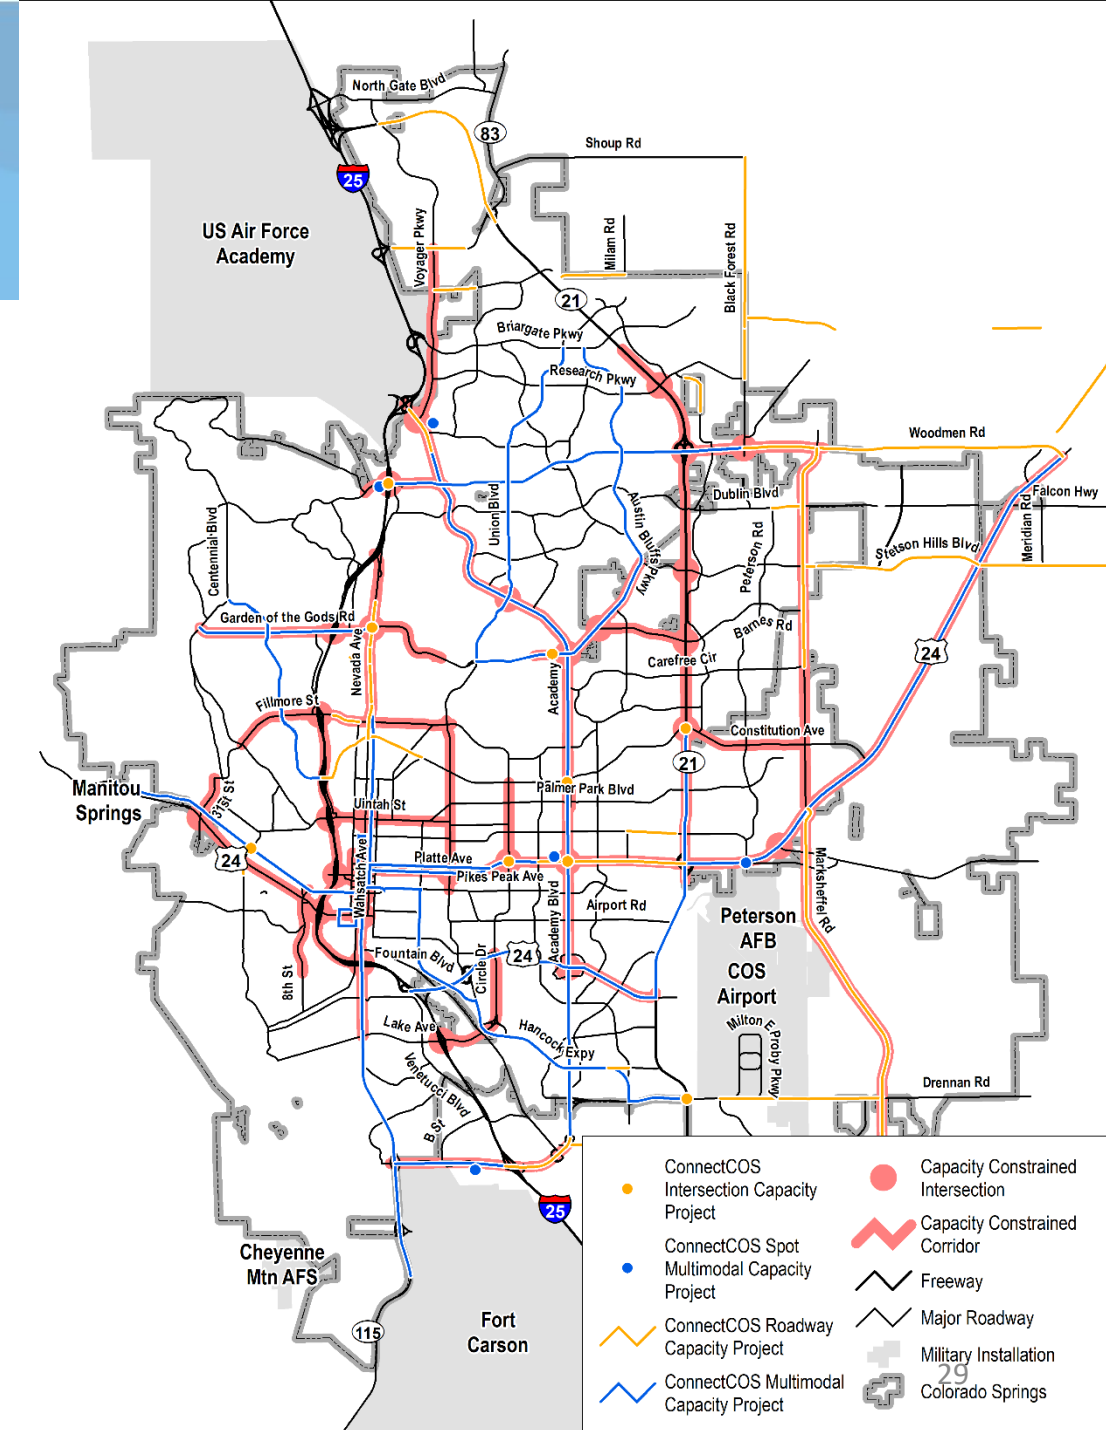 North Gate Blvd
83
Shoup Rd
25
US Air Force
Academy
Voyager Pkwy
Milam Rd
Black Forest Rd
21
Briargate Pkwy
Research Pkwy
Woodmen Rd
Falcon Hwy
Dublin Blvd
Union Blvd
Austin Bluffs Pkwy
Centennial Blvd
Peterson Rd
Meridian Rd
Stetson Hills Blvd
Garden of the Gods Rd
Barnes Rd
Nevada Ave
Carefree Cir
24
Academy
Fillmore St
Constitution Ave
21
Manitou
Springs
31st St
Palmer Park Blvd
Uintah St
24
Platte Ave
Pikes Peak Ave
Wahsatch Ave
Marksheffel Rd
Airport Rd
Academy Blvd
Peterson
AFB
COS
Airport
Fountain Blvd
24
Circle Dr
8th St
Lake Ave
Hancock Expy
Milton E Proby Pkwy
Venetucci Blvd
Drennan Rd
B St
25
Cheyenne
Mtn AFS
Fort
Carson
115
ConnectCOS
Intersection Capacity
Project
ConnectCOS Spot
Multimodal Capacity
Project
ConnectCOS Roadway
Capacity Project
ConnectCOS Multimodal
Capacity Project
Capacity Constrained
Intersection
Capacity Constrained
Corridor
Freeway
Major Roadway
Military Installation
29
Colorado Springs